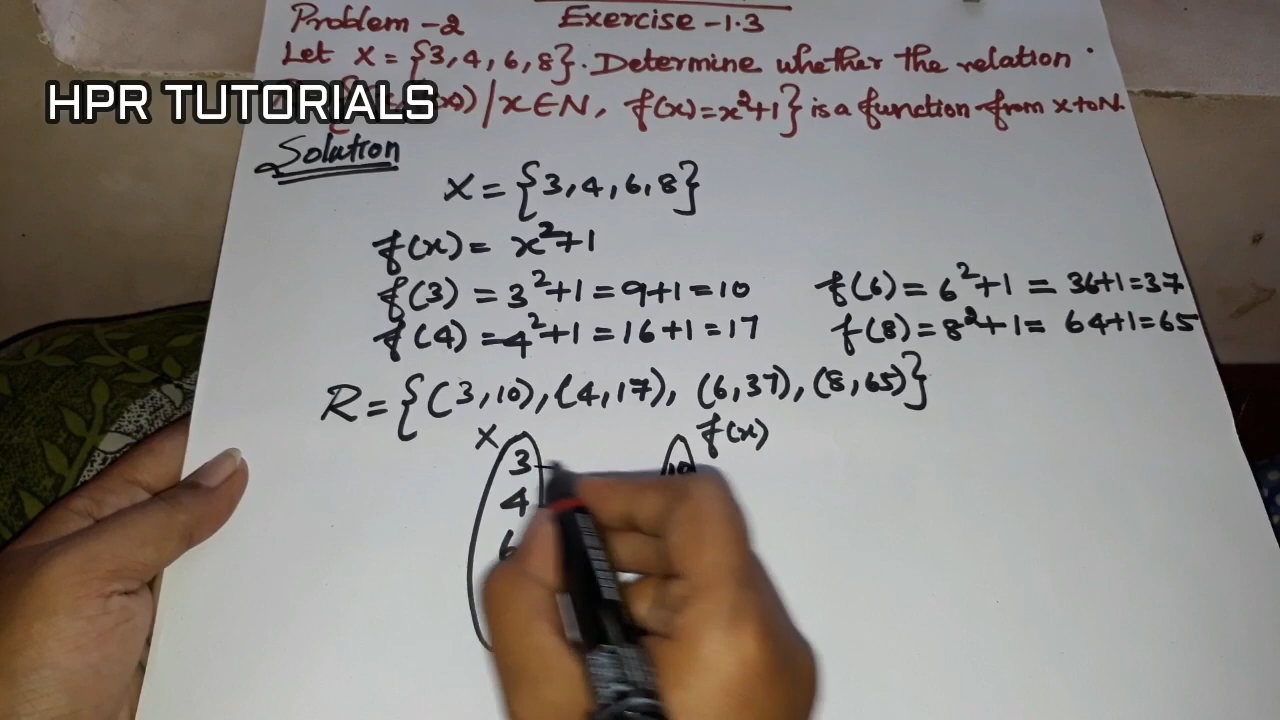 Problem -2 Exercise -1.3
Let X = {3, 4, 6, 8}. Determine whether the relation
HPR TUTORIALS
) | x ∈ N, f(x) = x²+1} is a function from x to N.
Solution
X = {3, 4, 6, 8}
f(x) = x²+1
f(3) = 3²+1 = 9+1 = 10 f(6) = 6²+1 = 36+1 = 37
f(4) = 4²+1 = 16+1 = 17 f(8) = 8²+1 = 64+1 = 65
R = {(3,10), (4,17), (6,37), (8,65)}
X f(x)
3 10
4
6